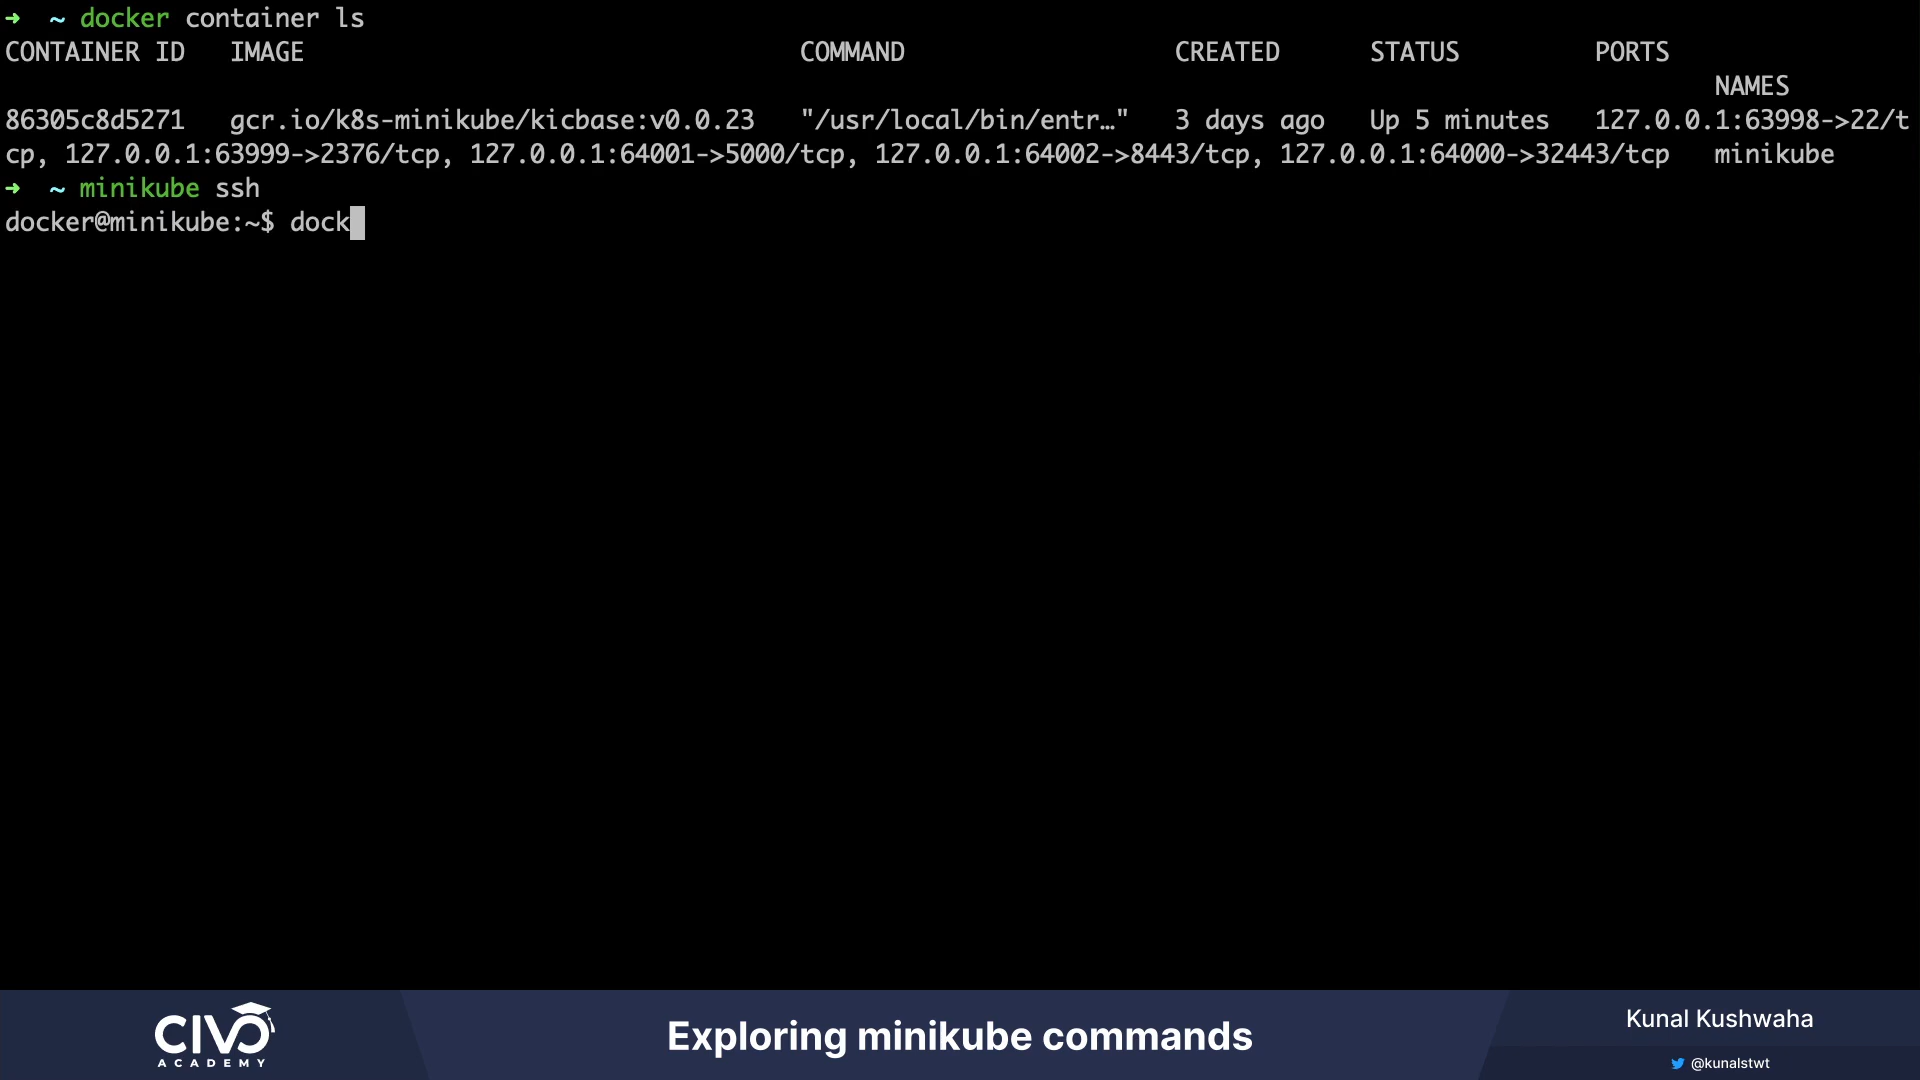 ➜  ~ docker container ls
CONTAINER ID   IMAGE                                 COMMAND                  CREATED      STATUS         PORTS
NAMES
86305c8d5271   gcr.io/k8s-minikube/kicbase:v0.0.23   "/usr/local/bin/entr…"   3 days ago   Up 5 minutes   127.0.0.1:63998->22/t
cp, 127.0.0.1:63999->2376/tcp, 127.0.0.1:64001->5000/tcp, 127.0.0.1:64002->8443/tcp, 127.0.0.1:64000->32443/tcp   minikube
➜  ~ minikube ssh
docker@minikube:~$ dock
CIVO
ACADEMY
Exploring minikube commands
Kunal Kushwaha
@kunalstwt